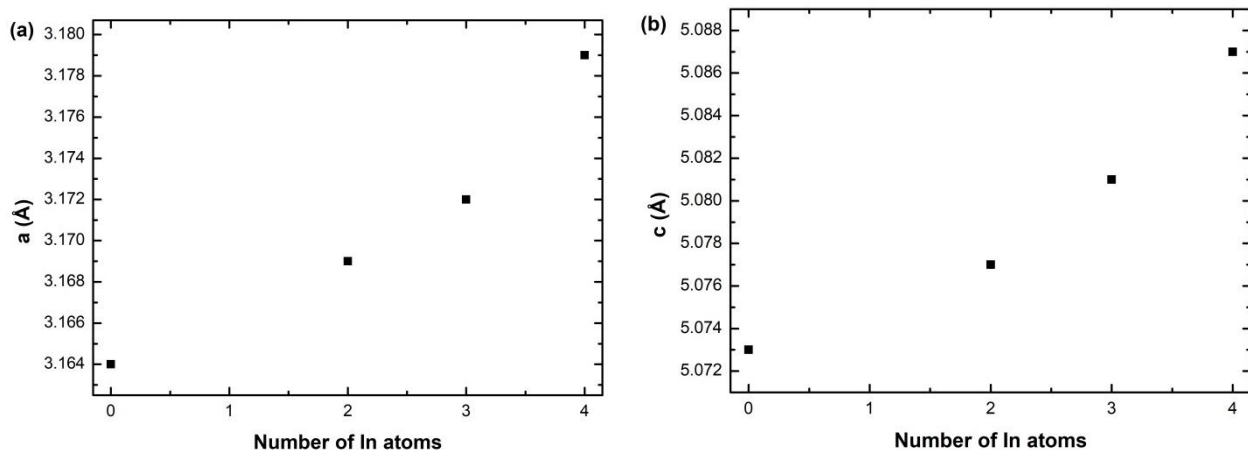 (a)
3.180
3.178
3.176
3.174
3.172
3.170
3.168
3.166
3.164
a (Å)
0 1 2 3 4
Number of In atoms
(b)
5.088
5.086
5.084
5.082
5.080
5.078
5.076
5.074
5.072
c (Å)
0 1 2 3 4
Number of In atoms